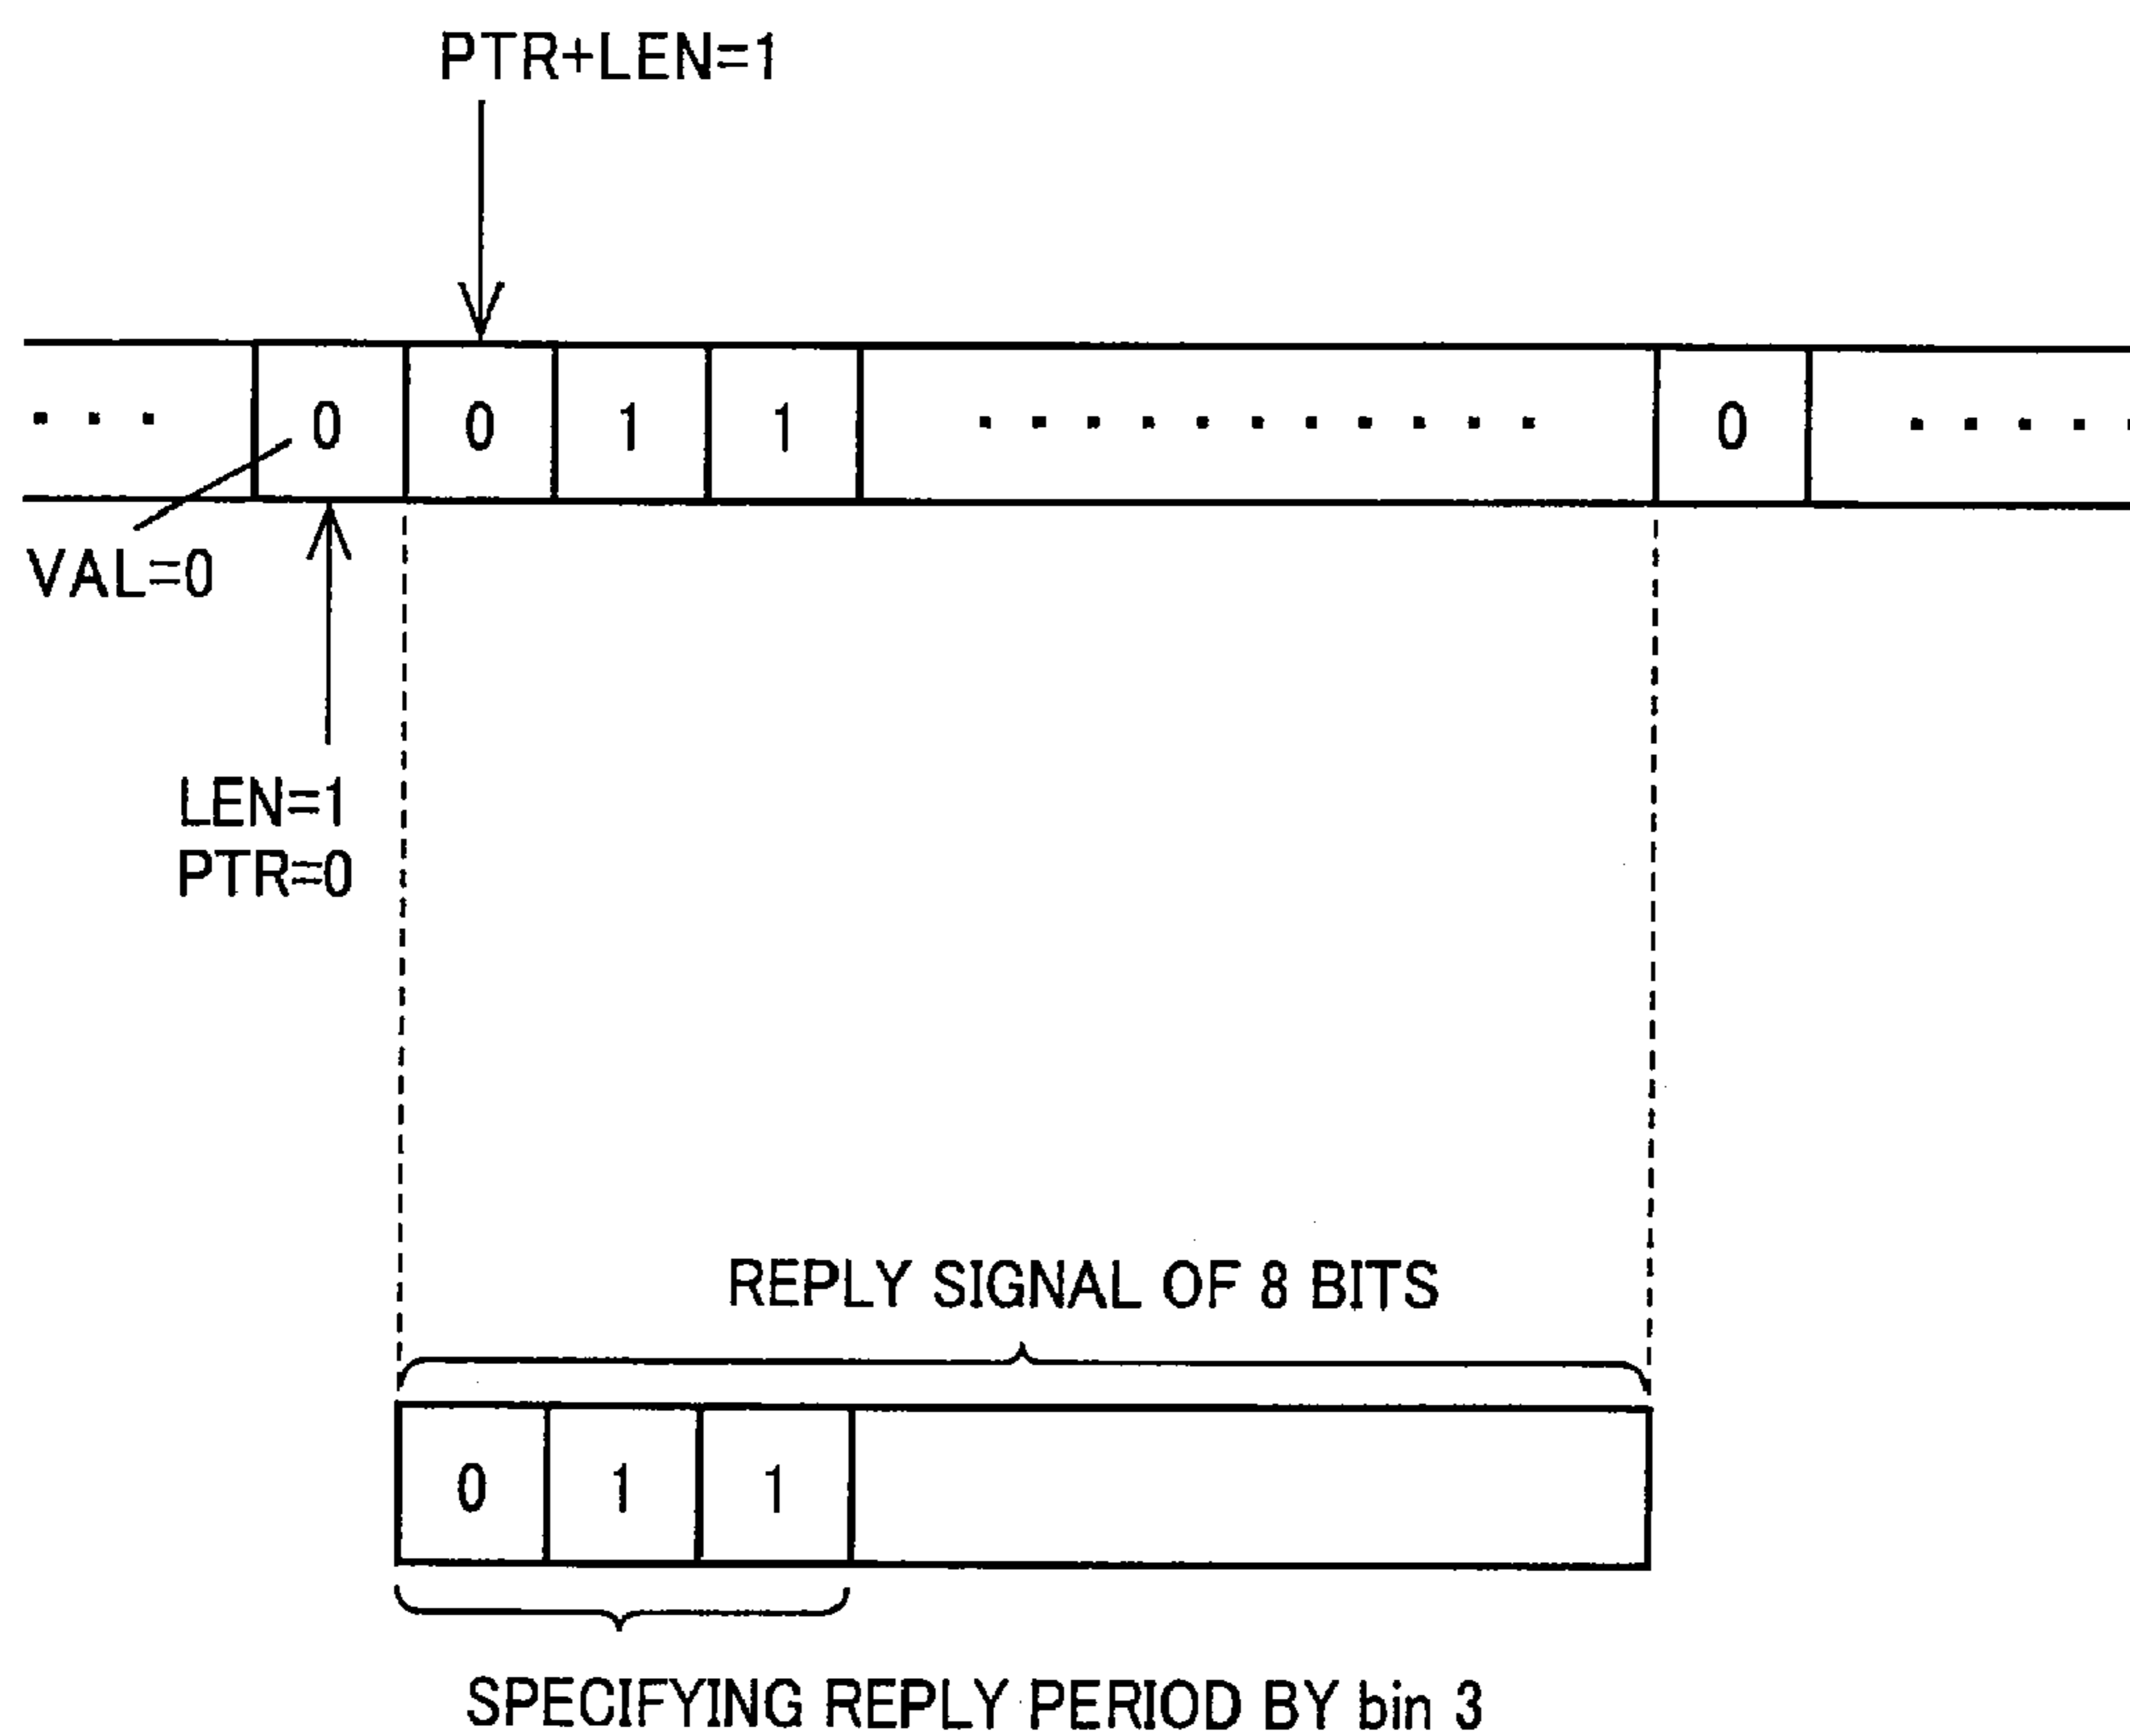 PTR+LEN=1
··· 0 0 1 1 ··········· 0 ·····
VAL=0
LEN=1
PTR=0
REPLY SIGNAL OF 8 BITS
0 1 1
SPECIFYING REPLY PERIOD BY bin 3